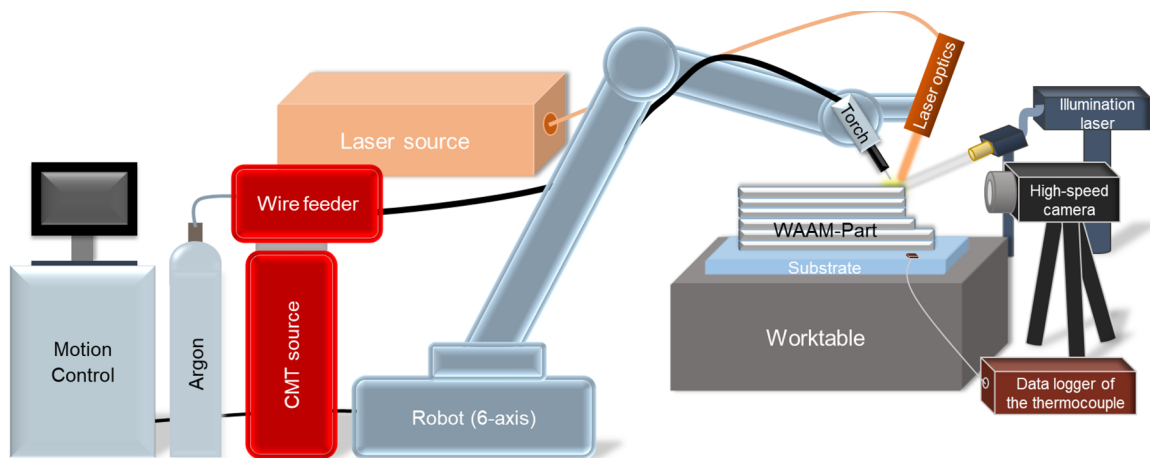 Laser source
Wire feeder
Motion
Control
Argon
CMT source
Robot (6-axis)
Torch
Laser optics
Illumination
laser
High-speed
camera
WAAM-Part
Substrate
Worktable
Data logger of
the thermocouple